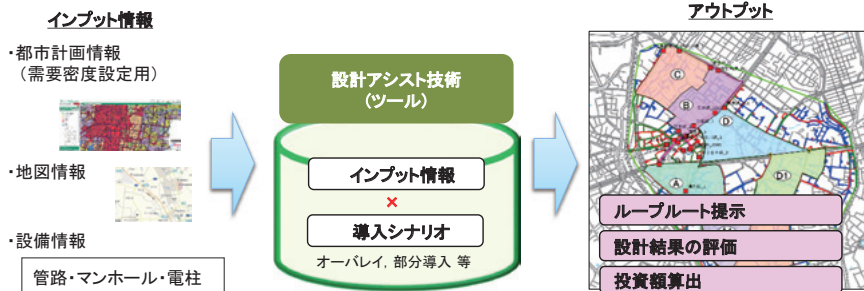 インプット情報
・都市計画情報
（需要密度設定用）
・地図情報
・設備情報
管路・マンホール・電柱
設計アシスト技術
（ツール）
インプット情報
×
導入シナリオ
オーバレイ, 部分導入 等
アウトプット
C
B
D
A
D1
ループルート提示
設計結果の評価
投資額算出